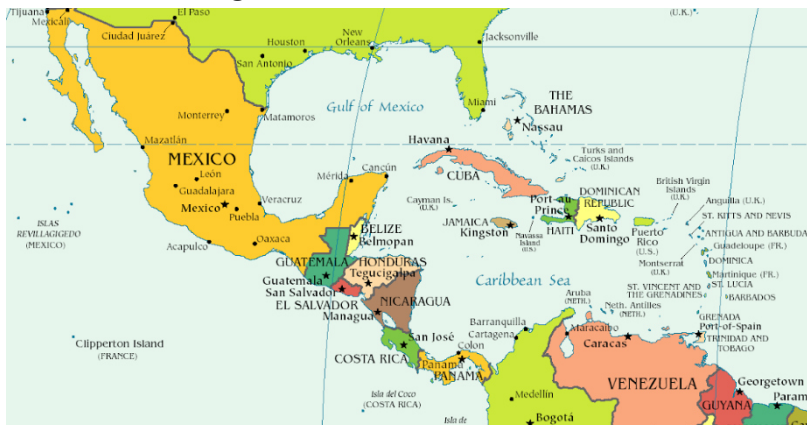 Tijuana
Mexicali
El Paso
Ciudad Juárez
(U.K.)
(U.K.)
Houston
New
Orleans
Jacksonville
San Antonio
Monterrey
Matamoros
Gulf of Mexico
Miami
THE
BAHAMAS
Nassau
Mazatlán
MEXICO
León
Guadalajara
Mexico
Puebla
Veracruz
Mérida
Cancún
Havana
CUBA
Turks and
Caicos Islands
(U.K.)
Cayman Is.
(U.K.)
Port-au-
Prince
DOMINICAN
REPUBLIC
British Virgin
Islands
(U.K.)
Anguilla (U.K.)
ST. KITTS AND NEVIS
ISLAS
REVILLAGIGEDO
(MEXICO)
Acapulco
Oaxaca
BELIZE
Belmopan
JAMAICA
Kingston
Navassa
Island
(U.S.)
HAITI
Santo
Domingo
Puerto
Rico
(U.S.)
ANTIGUA AND BARBUDA
Guadeloupe (FR.)
Montserrat
(U.K.)
DOMINICA
Martinique (FR.)
ST. LUCIA
ST. VINCENT AND
THE GRENADINES
BARBADOS
GUATEMALA
Guatemala
HONDURAS
Tegucigalpa
San Salvador
EL SALVADOR
NICARAGUA
Managua
Caribbean Sea
Aruba
(NETH.)
Neth. Antilles
(NETH.)
GRENADA
Port-of-Spain
TRINIDAD AND
TOBAGO
Clipperton Island
(FRANCE)
San José
COSTA RICA
Barranquilla
Cartagena
Colon
Panama
PANAMA
Maracaibo
Caracas
VENEZUELA
Georgetown
GUYANA
Param
Isla del Coco
(COSTA RICA)
Medellín
Isla de
Bogotá